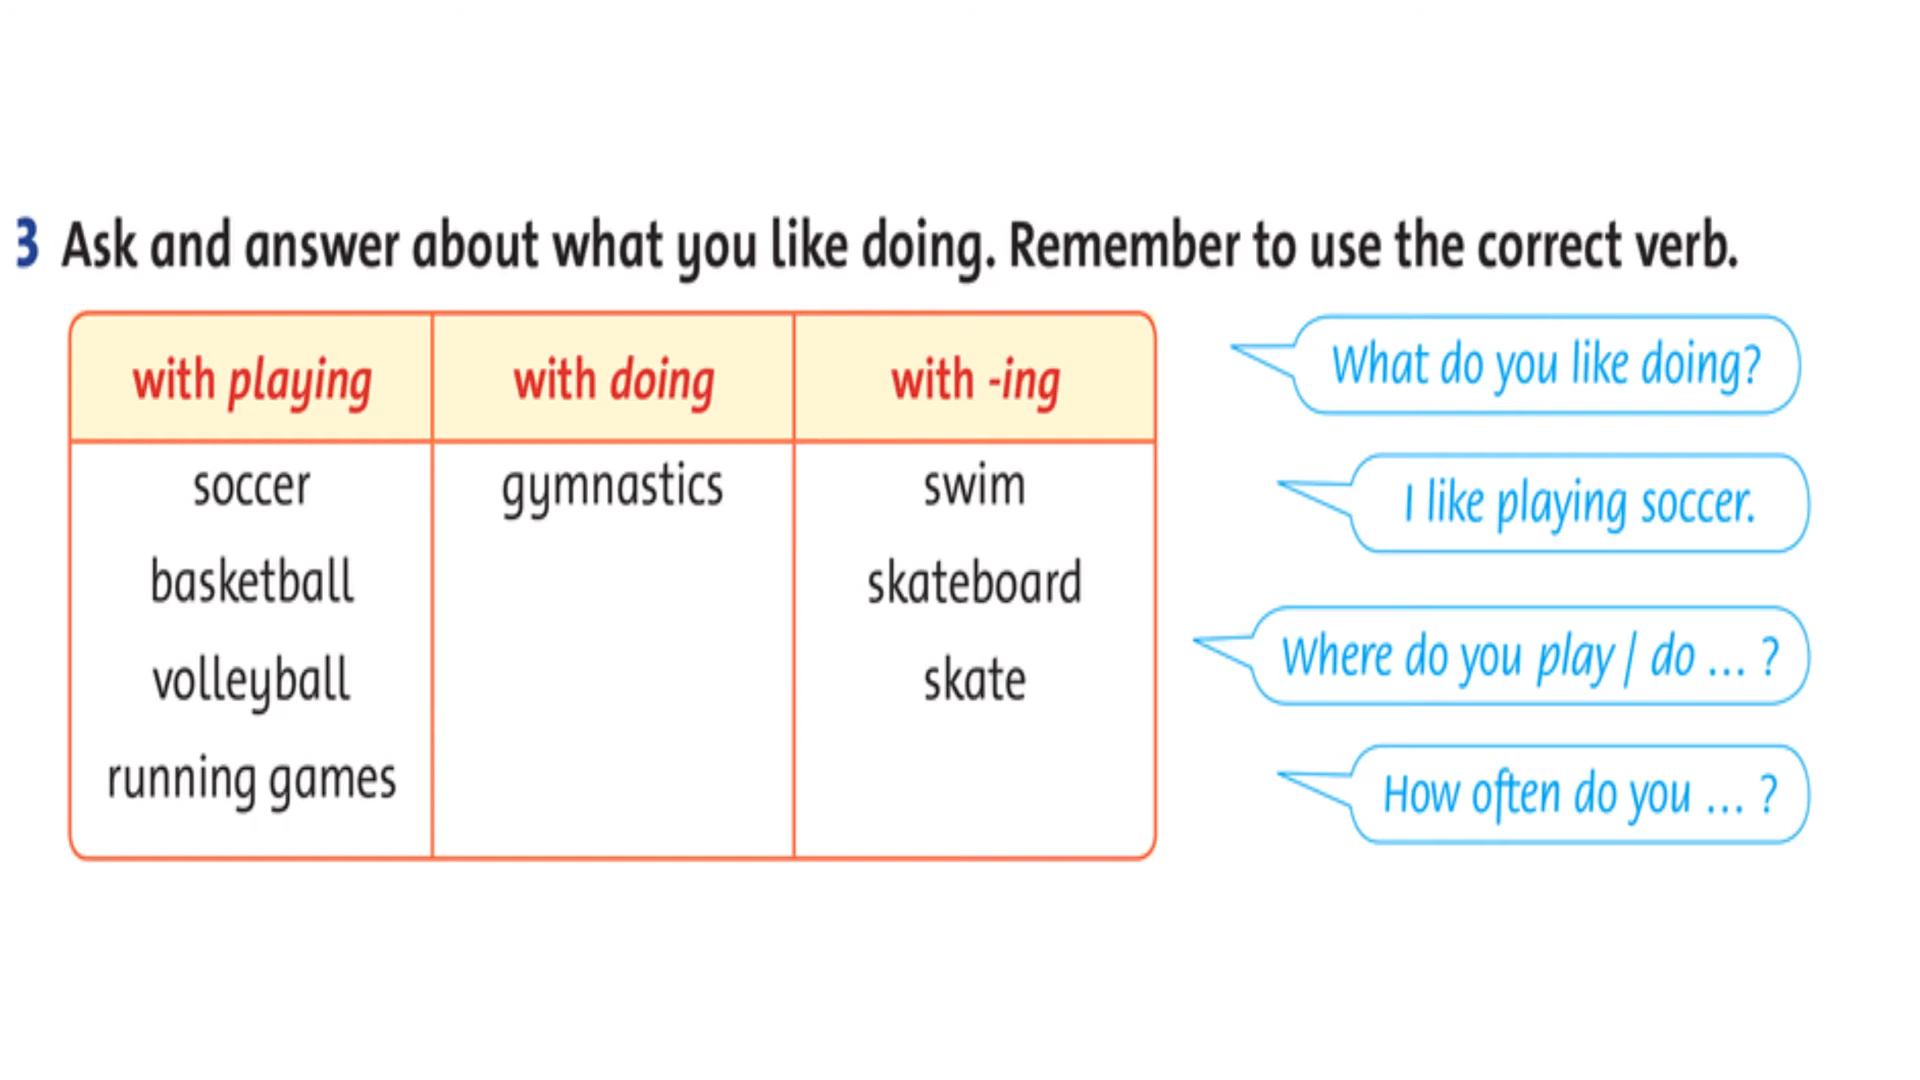 3 Ask and answer about what you like doing. Remember to use the correct verb.
with playing with doing with -ing
soccer gymnastics swim
basketball skateboard
volleyball skate
running games
What do you like doing?
I like playing soccer.
Where do you play / do ... ?
How often do you ... ?